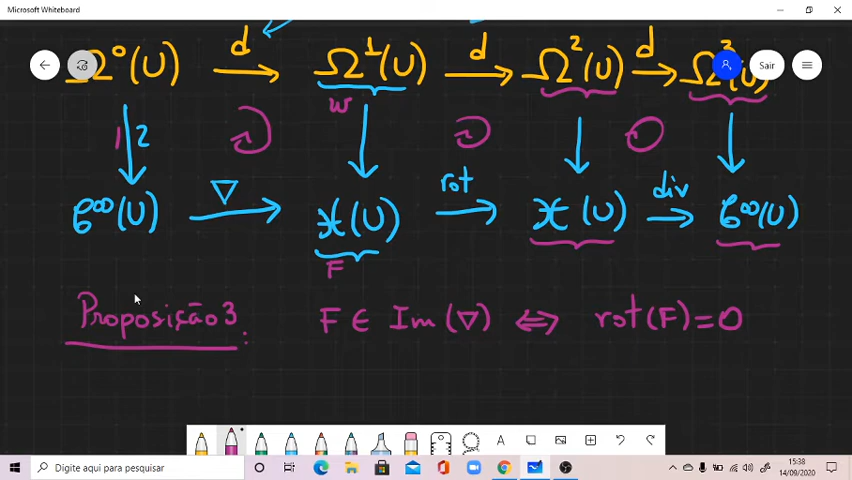 Microsoft Whiteboard
Ω⁰(U) d Ω¹(U) d Ω²(U) d Ω³(U)
Sair
w
1 2
C∞(U) ∇ 𝔛(U) rot 𝔛(U) div C∞(U)
F
Proposição 3. F ∈ Im(∇) ⇔ rot(F)=0
A
Digite aqui para pesquisar
15:38
14/09/2020